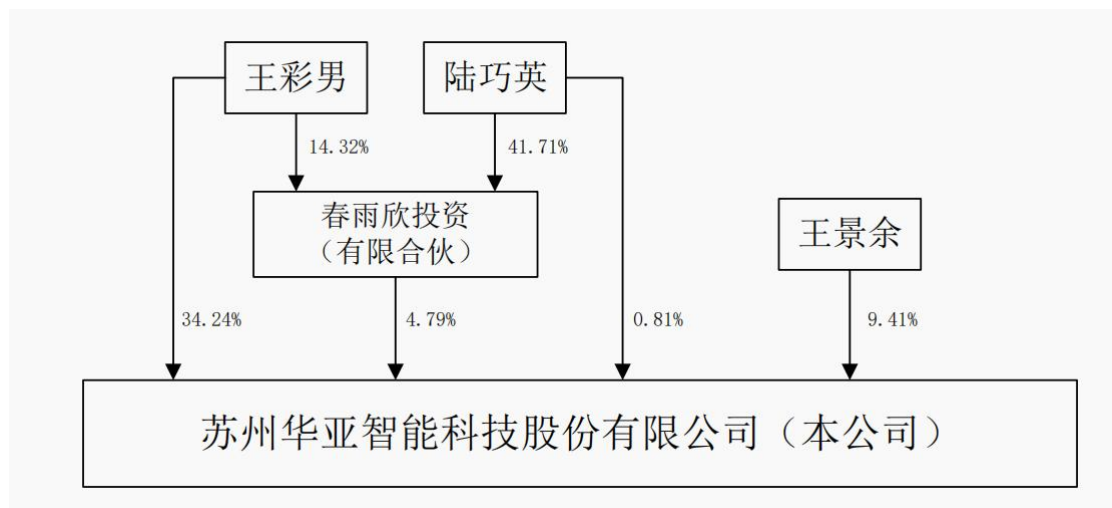 王彩男
陆巧英
14.32%
41.71%
春雨欣投资
（有限合伙）
王景余
34.24%
4.79%
0.81%
9.41%
苏州华亚智能科技股份有限公司（本公司）